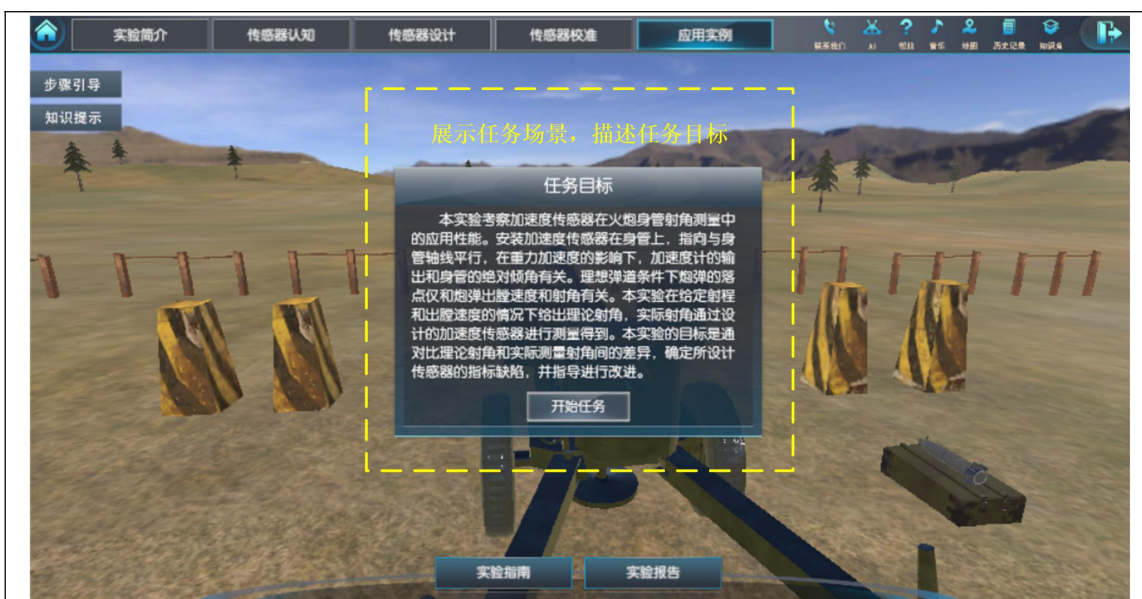 实验简介
传感器认知
传感器设计
传感器校准
应用实例
联系我们
AI
音乐
地图
历史记录
知识库
步骤引导
知识提示
展示任务场景，描述任务目标
任务目标
本实验考察加速度传感器在火炮身管射角测量中
的应用性能。安装加速度传感器在身管上，指向与身
管轴线平行，在重力加速度的影响下，加速度计的输
出和身管的绝对倾角有关。理想弹道条件下炮弹的落
点仅和炮弹出膛速度和射角有关。本实验在给定射程
和出膛速度的情况下给出理论射角，实际射角通过设
计的加速度传感器进行测量得到。本实验的目标是通
对比理论射角和实际测量射角间的差异，确定所设计
传感器的指标缺陷，并指导进行改进。
开始任务
实验指南
实验报告